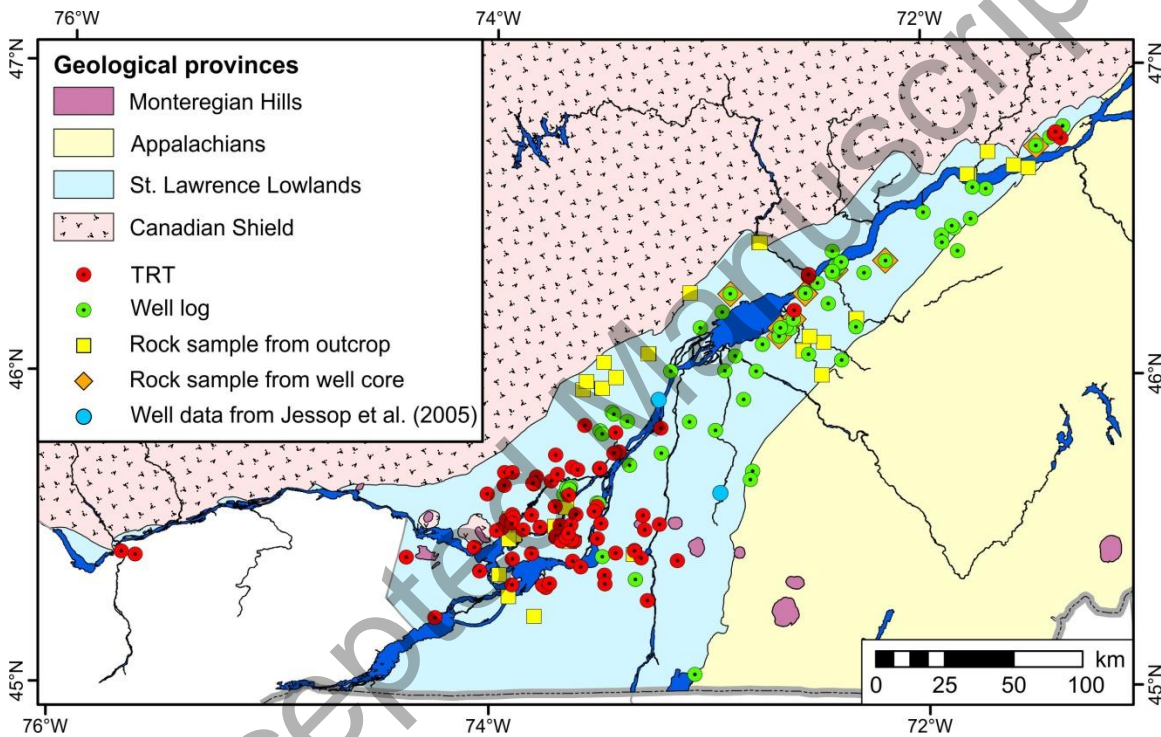 76°W 74°W 72°W
47°N 47°N
Geological provinces
Monteregian Hills
Appalachians
St. Lawrence Lowlands
Canadian Shield
TRT
Well log
Rock sample from outcrop
Rock sample from well core
Well data from Jessop et al. (2005)
46°N 46°N
km
0 25 50 100
45°N 45°N
76°W 74°W 72°W
epted Manuscrip